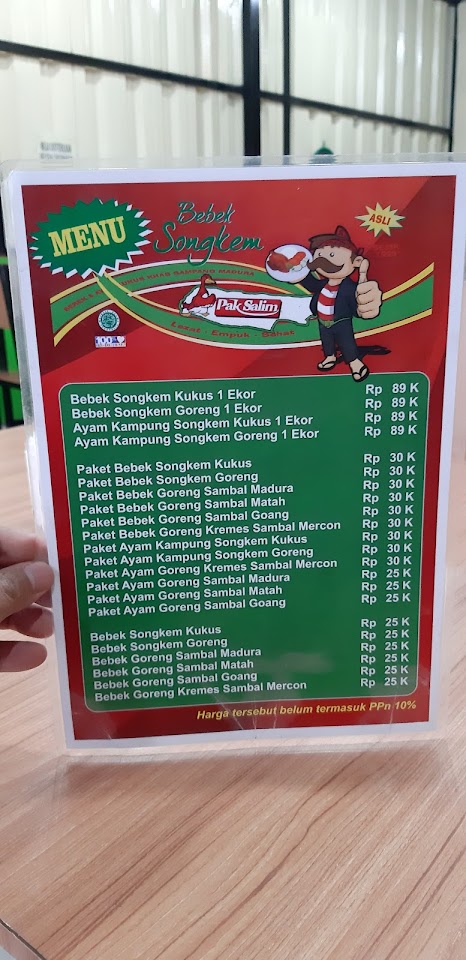 MENU
Bebek
Songkem
ASLI
KHAS SAMPANG MADURA
Pak Salim
Lezat - Empuk - Sehat
100%
Bebek Songkem Kukus 1 Ekor Rp 89 K
Bebek Songkem Goreng 1 Ekor Rp 89 K
Ayam Kampung Songkem Kukus 1 Ekor Rp 89 K
Ayam Kampung Songkem Goreng 1 Ekor Rp 89 K
Paket Bebek Songkem Kukus Rp 30 K
Paket Bebek Songkem Goreng Rp 30 K
Paket Bebek Goreng Sambal Madura Rp 30 K
Paket Bebek Goreng Sambal Matah Rp 30 K
Paket Bebek Goreng Sambal Goang Rp 30 K
Paket Bebek Goreng Kremes Sambal Mercon Rp 30 K
Paket Ayam Kampung Songkem Kukus Rp 30 K
Paket Ayam Kampung Songkem Goreng Rp 30 K
Paket Ayam Goreng Kremes Sambal Mercon Rp 30 K
Paket Ayam Goreng Sambal Madura Rp 25 K
Paket Ayam Goreng Sambal Matah Rp 25 K
Paket Ayam Goreng Sambal Goang Rp 25 K
Bebek Songkem Kukus Rp 25 K
Bebek Songkem Goreng Rp 25 K
Bebek Goreng Sambal Madura Rp 25 K
Bebek Goreng Sambal Matah Rp 25 K
Bebek Goreng Sambal Goang Rp 25 K
Bebek Goreng Kremes Sambal Mercon Rp 25 K
Harga tersebut belum termasuk PPn 10%